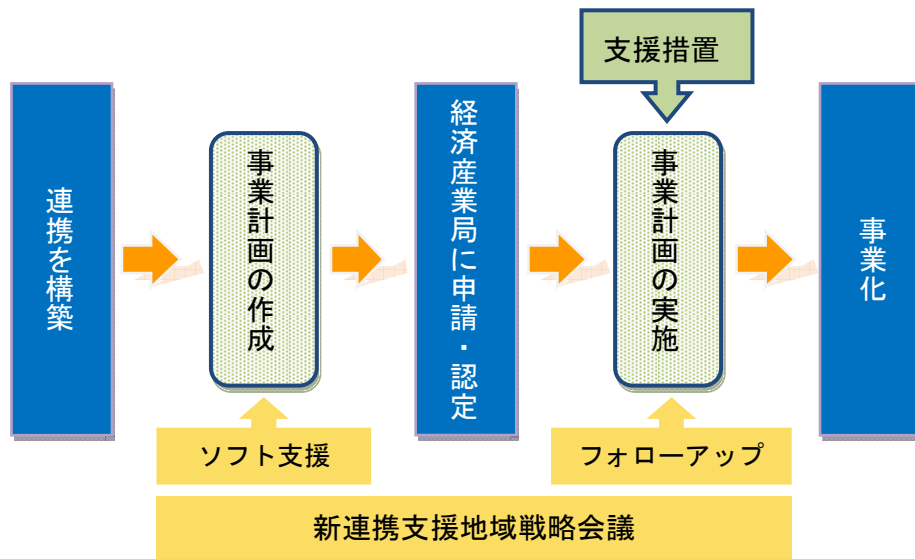 支援措置
連携を構築
事業計画の作成
経済産業局に申請・認定
事業計画の実施
事業化
ソフト支援
フォローアップ
新連携支援地域戦略会議